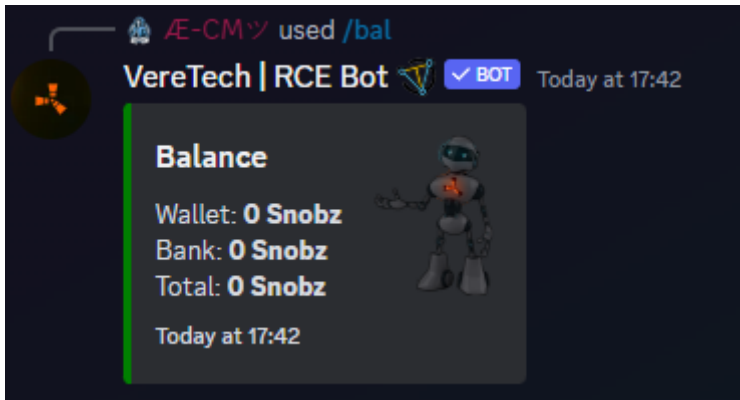 Æ-CMツ used /bal
VereTech | RCE Bot ✓ BOT Today at 17:42
Balance
Wallet: 0 Snobz
Bank: 0 Snobz
Total: 0 Snobz
Today at 17:42